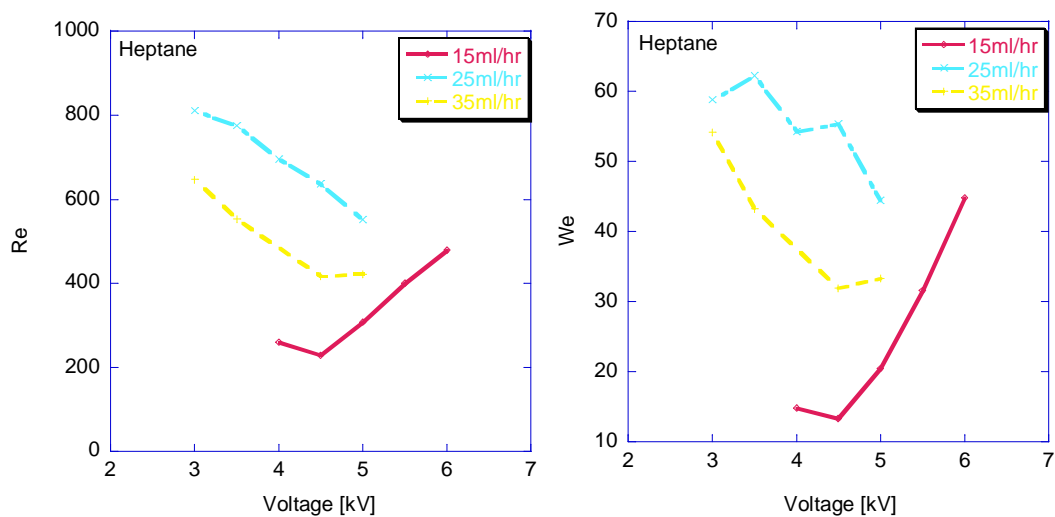 1000
800
600
400
200
0
Re
Heptane
15ml/hr
25ml/hr
35ml/hr
2 3 4 5 6 7
Voltage [kV]
70
60
50
40
30
20
10
We
Heptane
15ml/hr
25ml/hr
35ml/hr
2 3 4 5 6 7
Voltage [kV]